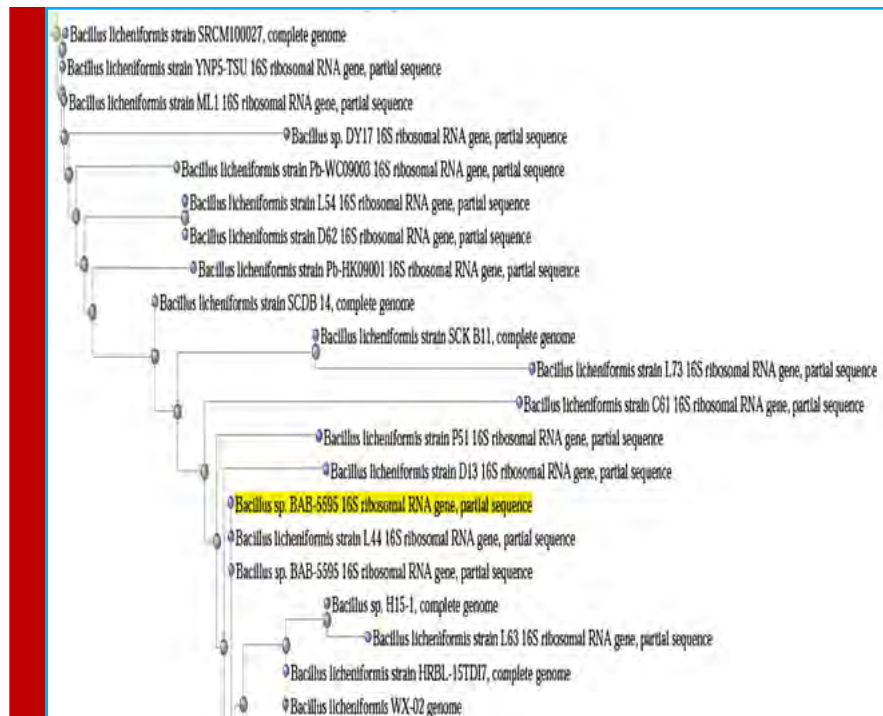 Bacillus licheniformis strain SRCM100027, complete genome
Bacillus licheniformis strain YNP5-TSU 16S ribosomal RNA gene, partial sequence
Bacillus licheniformis strain ML1 16S ribosomal RNA gene, partial sequence
Bacillus sp. DY17 16S ribosomal RNA gene, partial sequence
Bacillus licheniformis strain Pb-WC09003 16S ribosomal RNA gene, partial sequence
Bacillus licheniformis strain L54 16S ribosomal RNA gene, partial sequence
Bacillus licheniformis strain D62 16S ribosomal RNA gene, partial sequence
Bacillus licheniformis strain Pb-HK09001 16S ribosomal RNA gene, partial sequence
Bacillus licheniformis strain SCDB 14, complete genome
Bacillus licheniformis strain SCK B11, complete genome
Bacillus licheniformis strain L73 16S ribosomal RNA gene, partial sequence
Bacillus licheniformis strain C61 16S ribosomal RNA gene, partial sequence
Bacillus licheniformis strain P51 16S ribosomal RNA gene, partial sequence
Bacillus licheniformis strain D13 16S ribosomal RNA gene, partial sequence
Bacillus sp. BAB-5595 16S ribosomal RNA gene, partial sequence
Bacillus licheniformis strain L44 16S ribosomal RNA gene, partial sequence
Bacillus sp. BAB-5595 16S ribosomal RNA gene, partial sequence
Bacillus sp. H15-1, complete genome
Bacillus licheniformis strain L63 16S ribosomal RNA gene, partial sequence
Bacillus licheniformis strain HRBL-15TDI7, complete genome
Bacillus licheniformis WX-02 genome